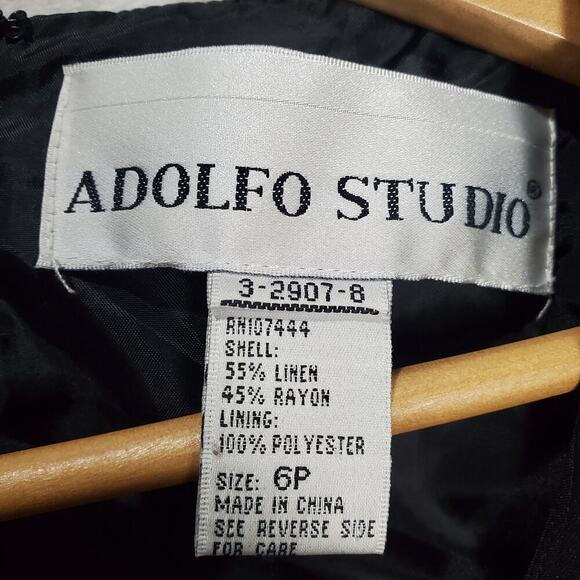 ADOLFO STUDIO®
3-2907-8
RN107444
SHELL:
55% LINEN
45% RAYON
LINING:
100% POLYESTER
SIZE: 6P
MADE IN CHINA
SEE REVERSE SIDE
FOR CARE